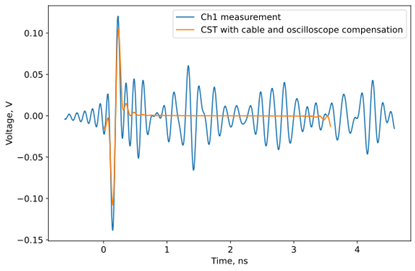 Ch1 measurement
CST with cable and oscilloscope compensation
0.10
0.05
0.00
−0.05
−0.10
−0.15
Voltage, V
0 1 2 3 4
Time, ns